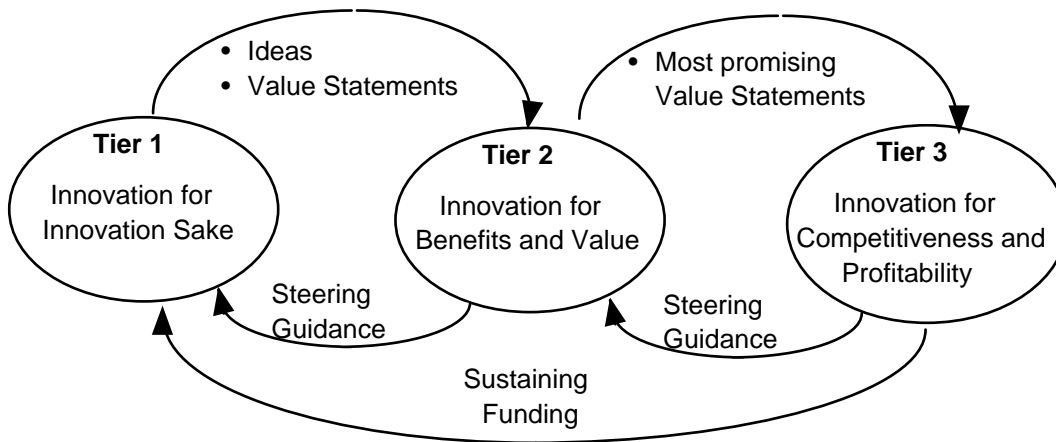 • Ideas
• Value Statements
• Most promising
Value Statements
Tier 1
Innovation for
Innovation Sake
Tier 2
Innovation for
Benefits and Value
Tier 3
Innovation for
Competitiveness and
Profitability
Steering
Guidance
Steering
Guidance
Sustaining
Funding